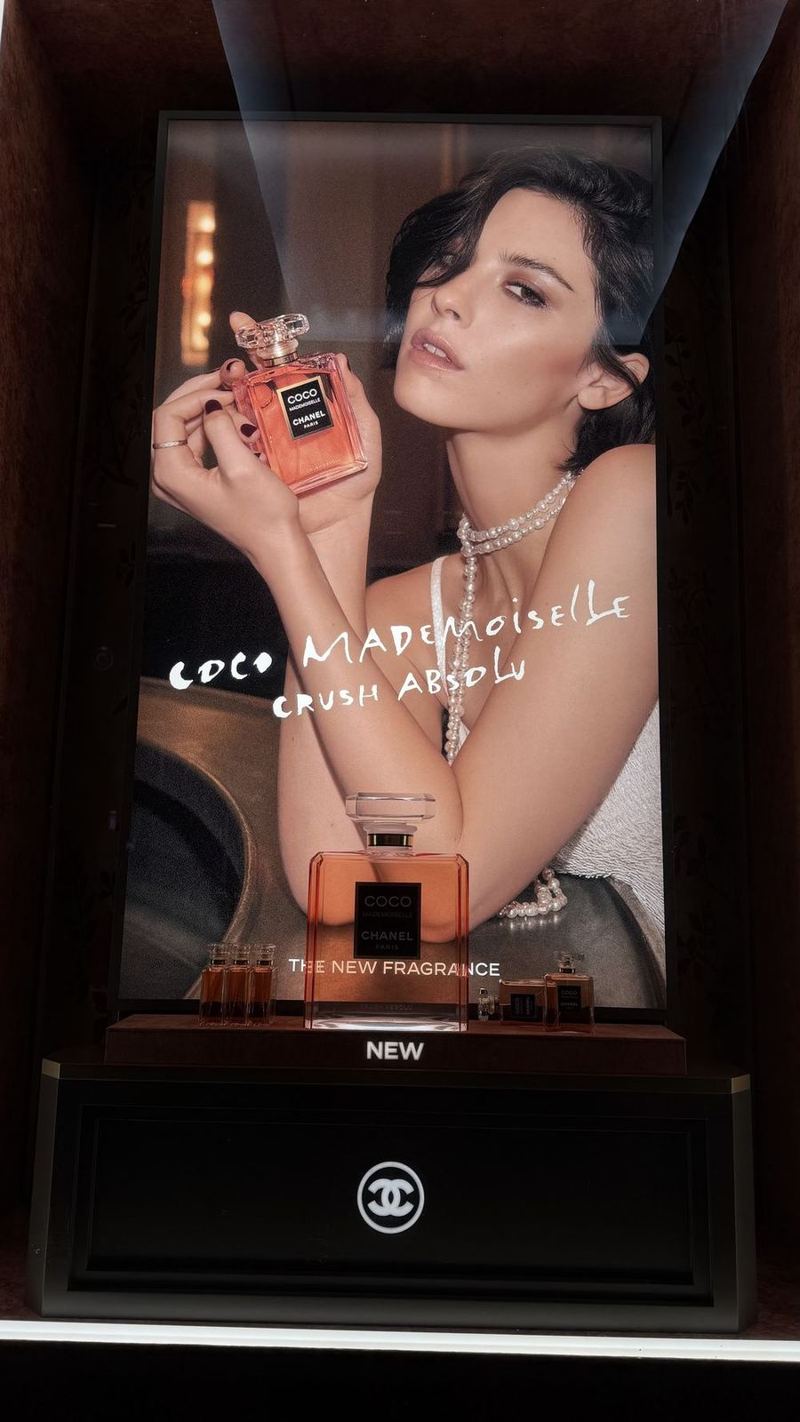 COCO
MADEMOISELLE
CHANEL
PARIS
COCO MADEMOISELLE
CRUSH ABSOLU
COCO
MADEMOISELLE
CHANEL
PARIS
THE NEW FRAGRANCE
NEW